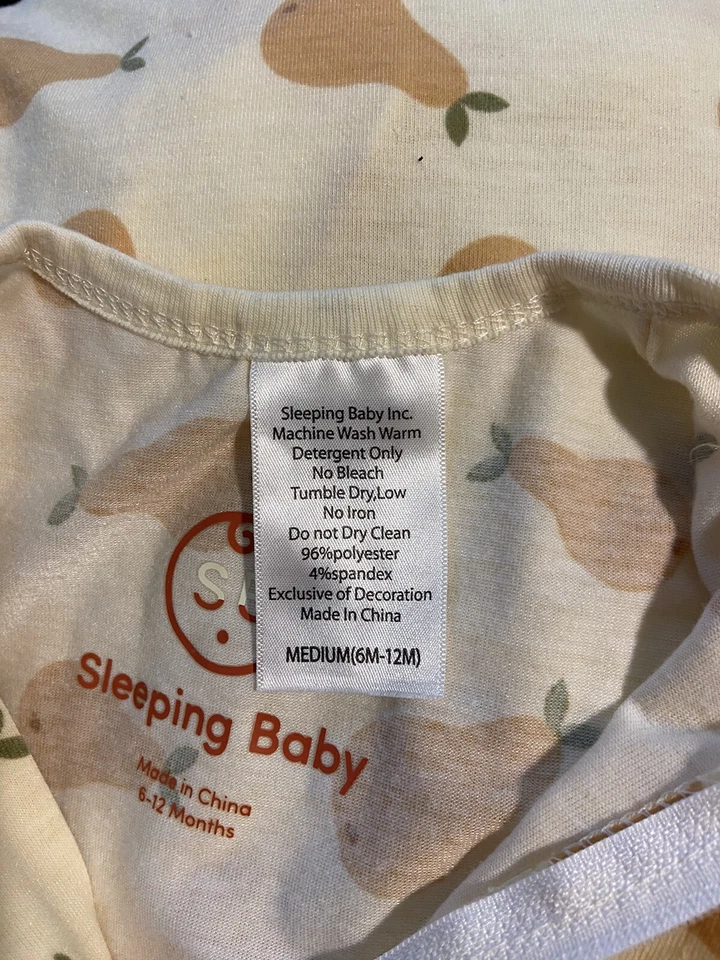 Sleeping Baby Inc.
Machine Wash Warm
Detergent Only
No Bleach
Tumble Dry,Low
No Iron
Do not Dry Clean
96%polyester
4%spandex
Exclusive of Decoration
Made In China
MEDIUM(6M-12M)
Sleeping Baby
Made in China
6-12 Months